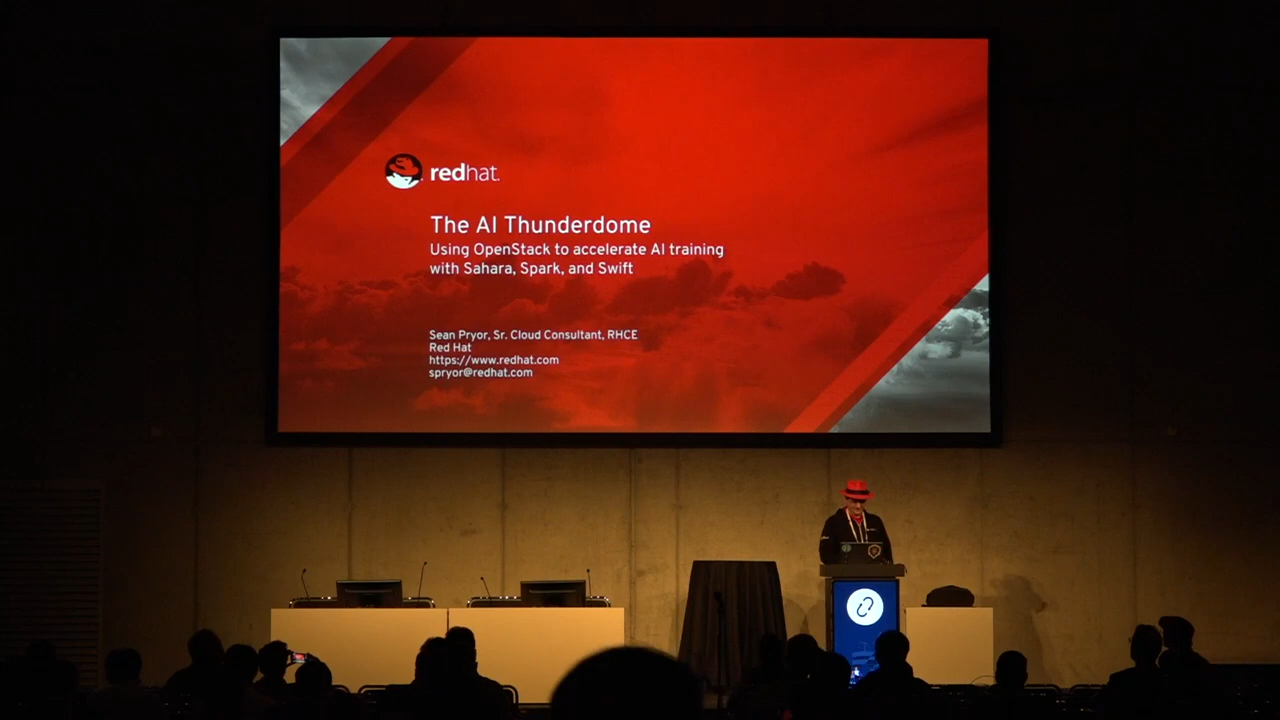 redhat.
The AI Thunderdome
Using OpenStack to accelerate AI training
with Sahara, Spark, and Swift
Sean Pryor, Sr. Cloud Consultant, RHCE
Red Hat
https://www.redhat.com
spryor@redhat.com